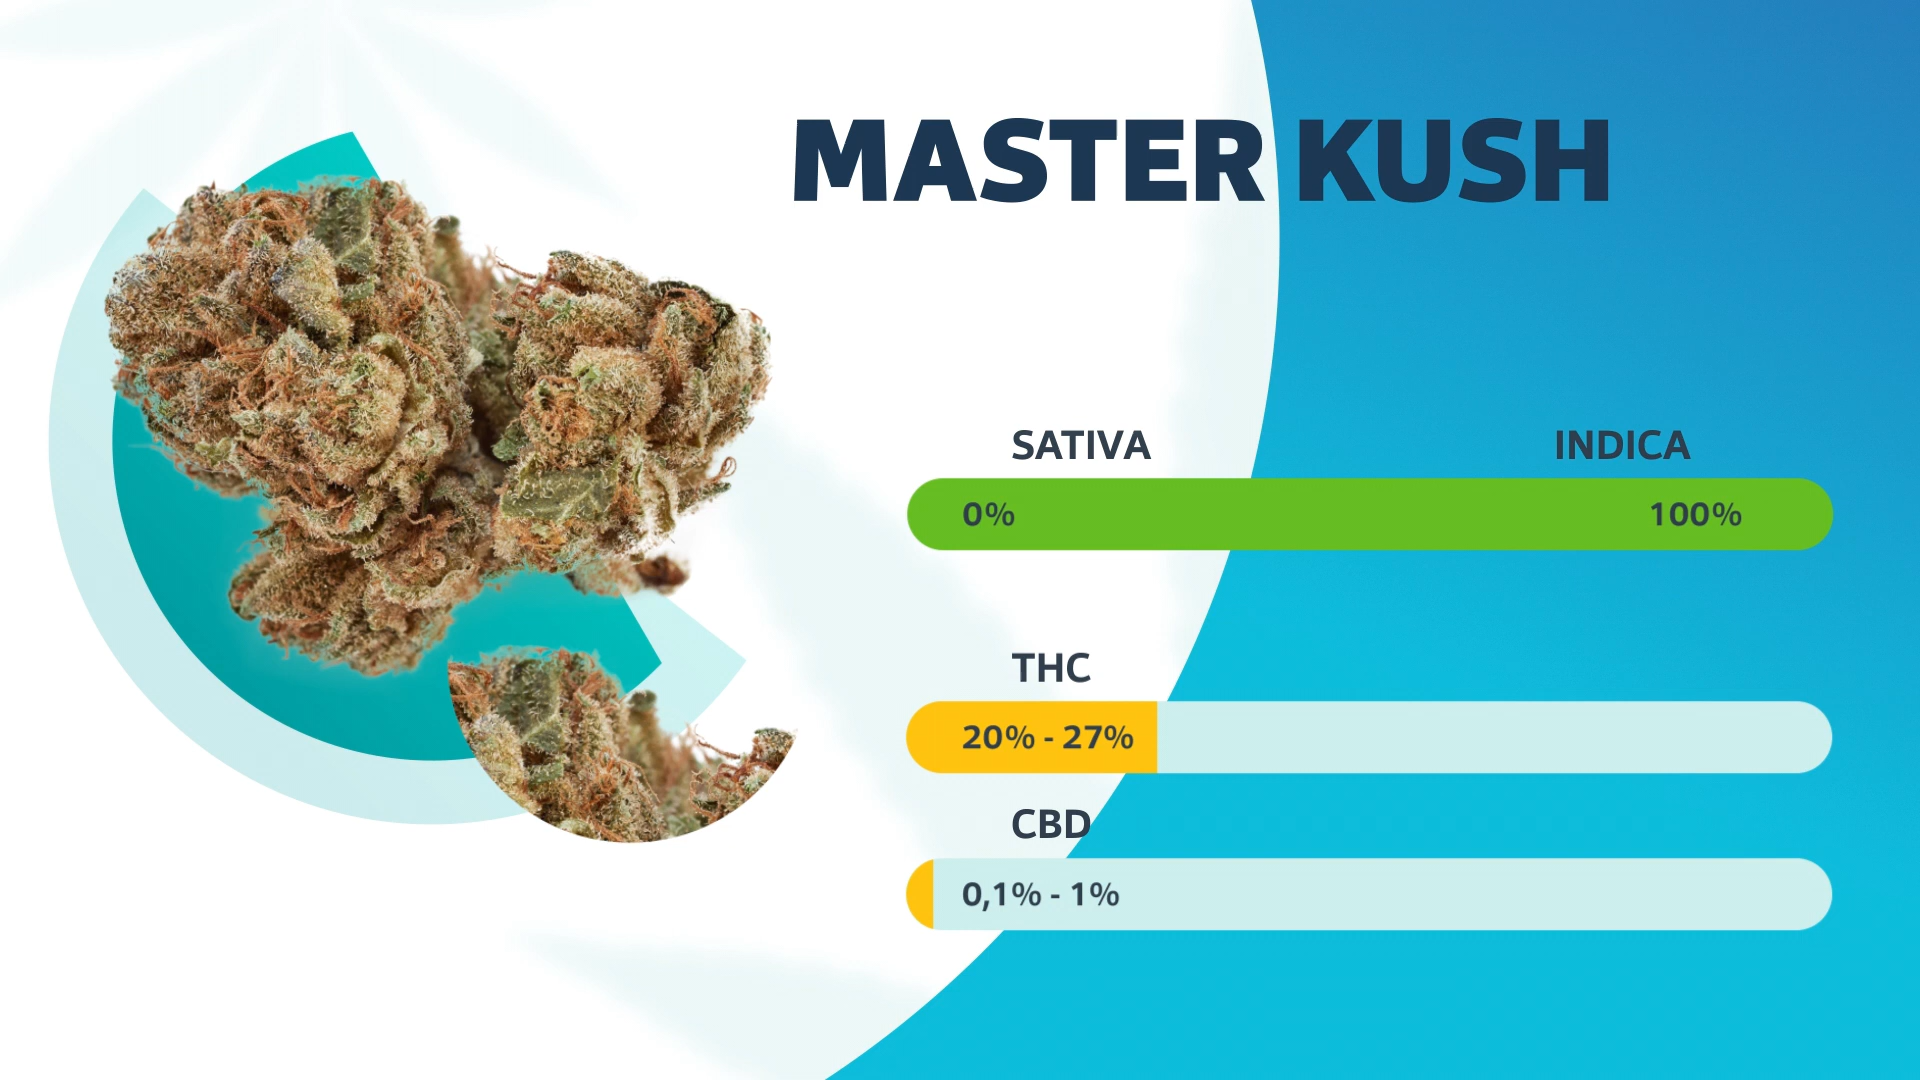 MASTER KUSH
SATIVA INDICA
0% 100%
THC
20% - 27%
CBD
0,1% - 1%